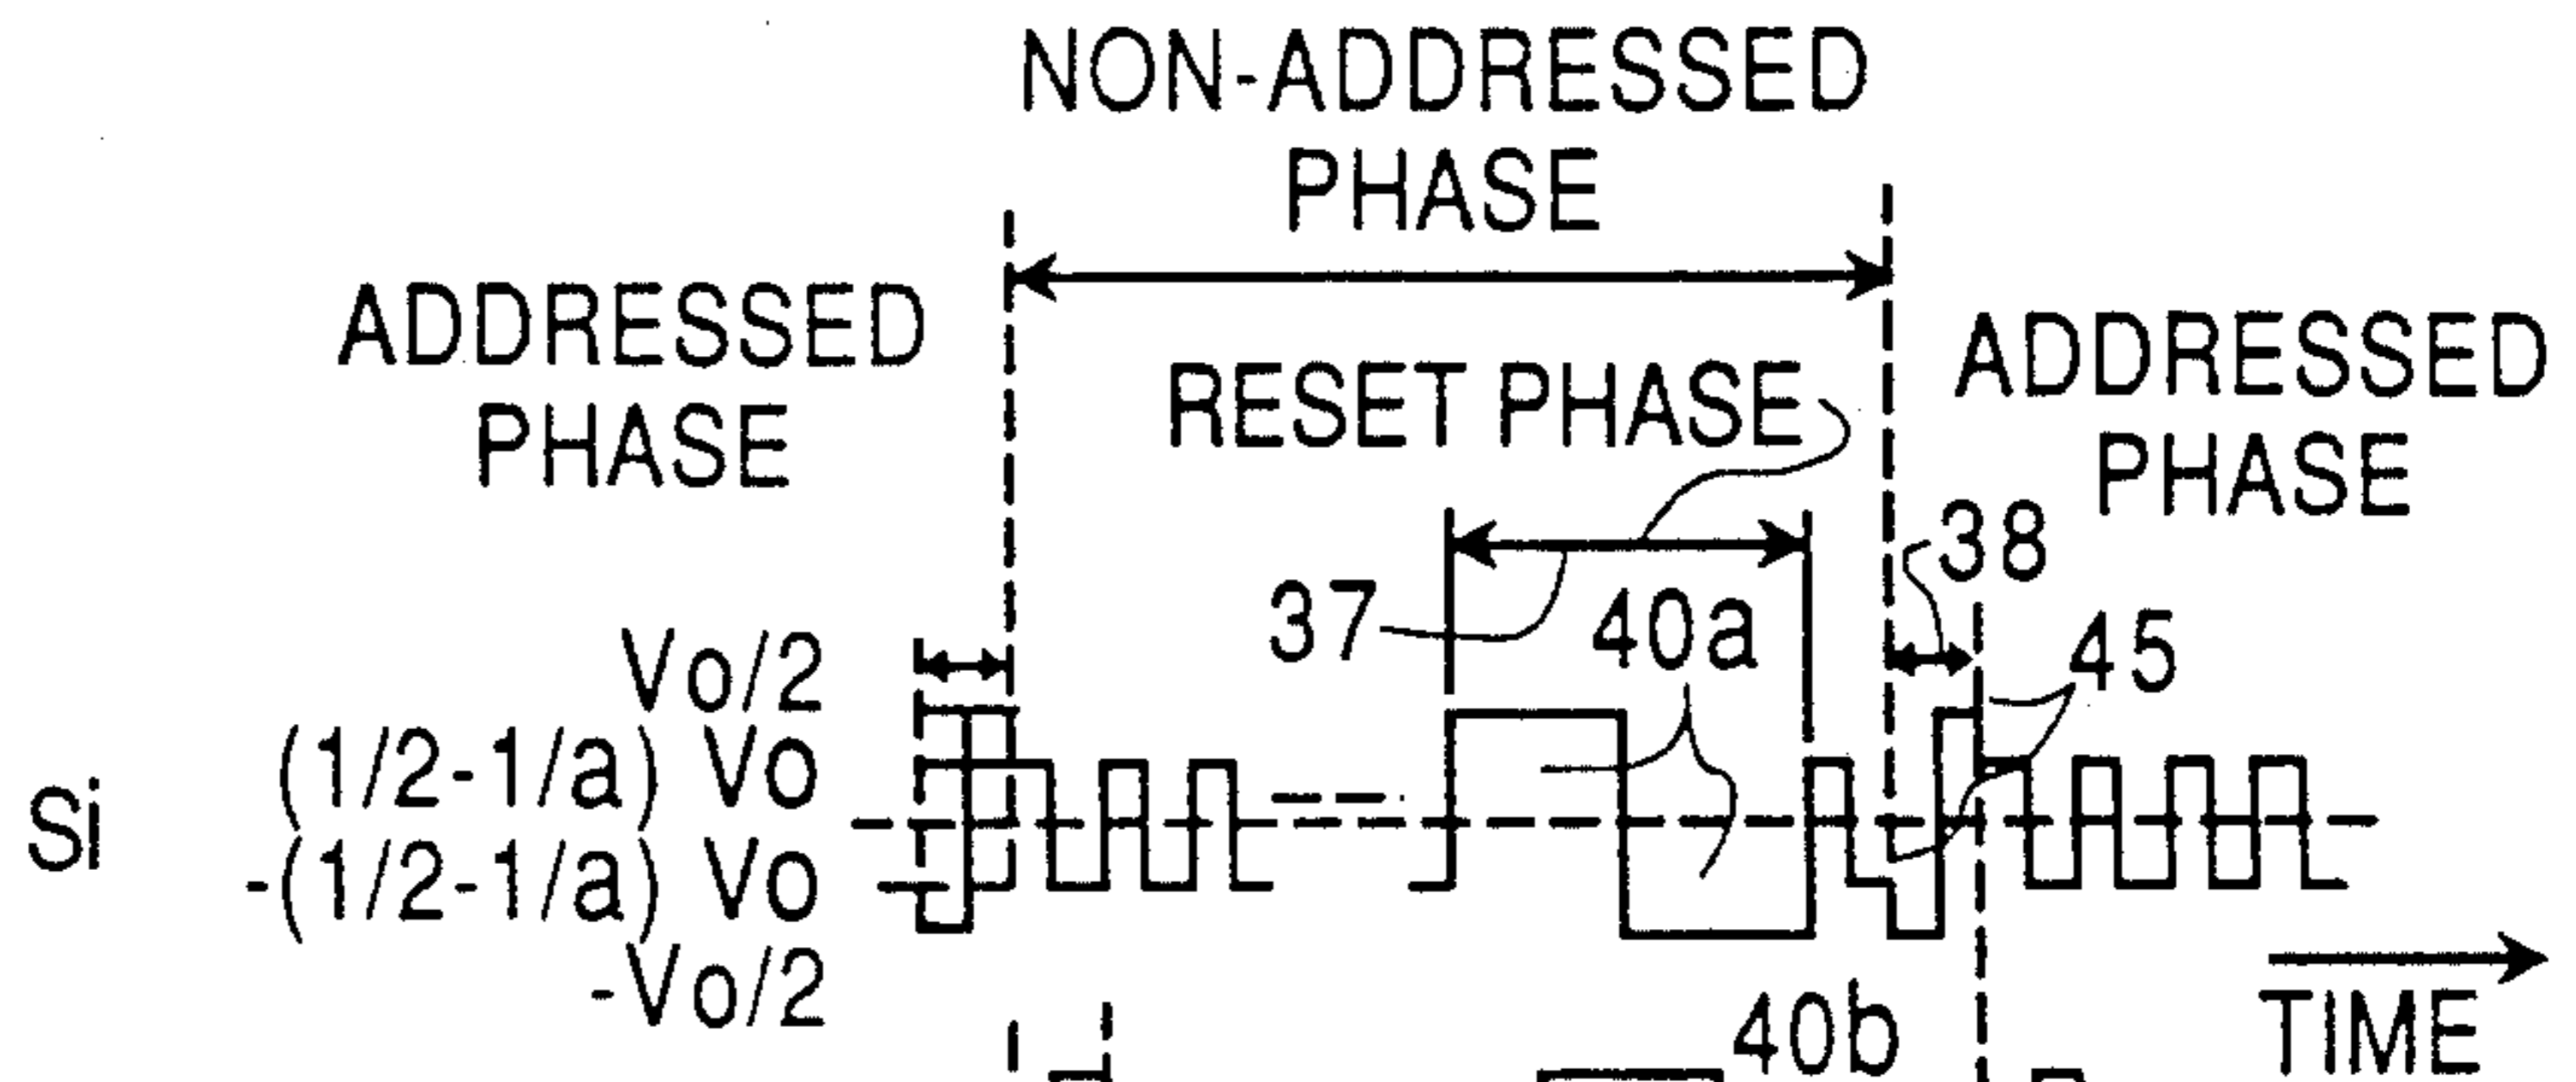 NON-ADDRESSED
PHASE
ADDRESSED
PHASE
RESET PHASE
ADDRESSED
PHASE
38
37
40a
45
Vo/2
(1/2-1/a) Vo
Si
-(1/2-1/a) Vo
-Vo/2
40b
TIME